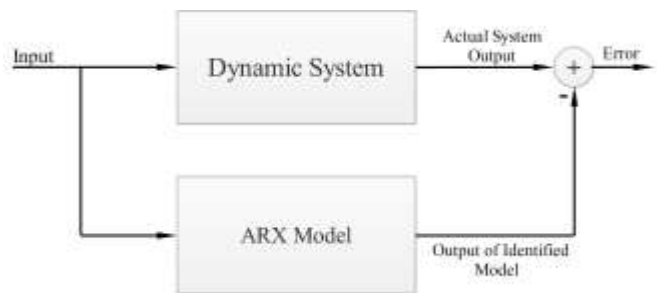 Input
Dynamic System
Actual System
Output
+
-
Error
ARX Model
Output of Identified
Model